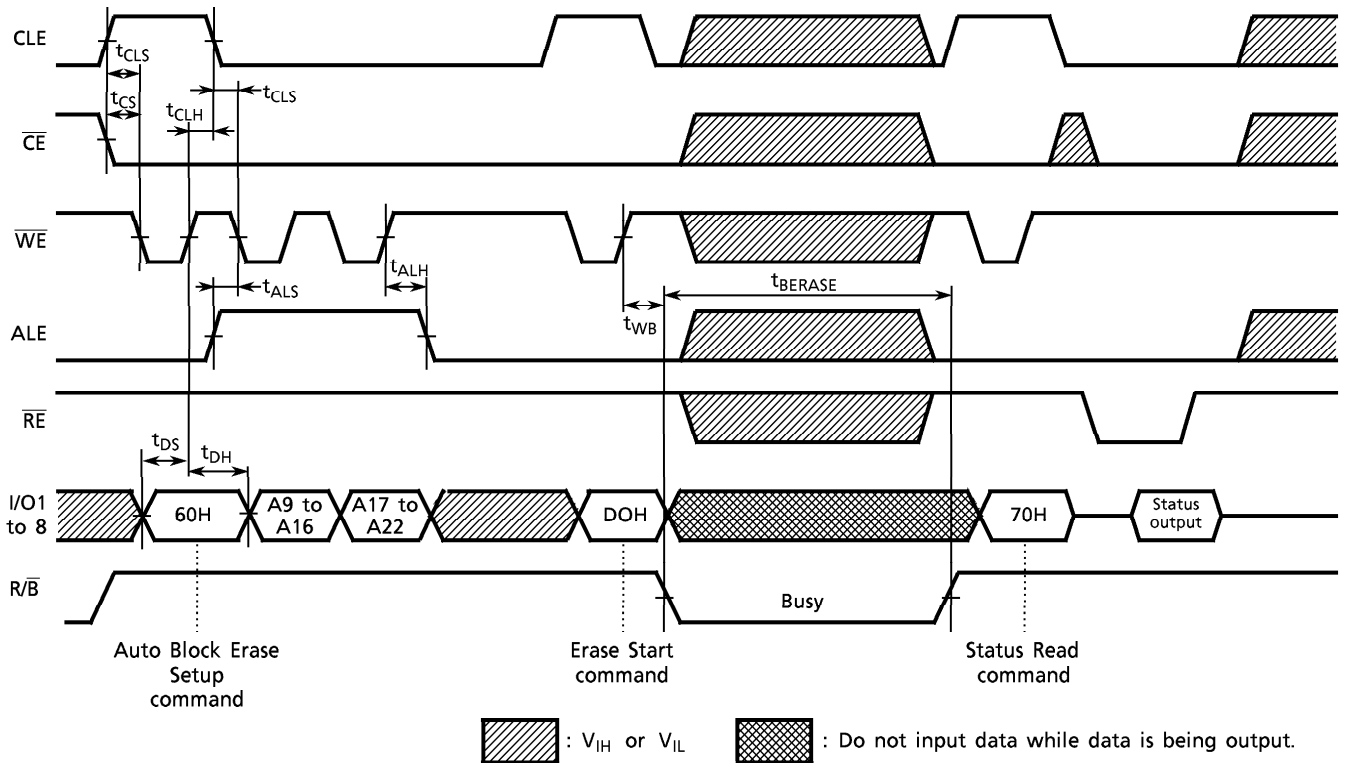 CLE
tCLS
tCS
tCLH
tCLS
CE
WE
tALH
tALS
tBERASE
tWB
ALE
RE
tDS
tDH
I/O1
to 8
60H
A9 to
A16
A17 to
A22
DOH
70H
Status
output
R/B
Busy
Auto Block Erase
Setup
command
Erase Start
command
Status Read
command
: VIH or VIL
: Do not input data while data is being output.